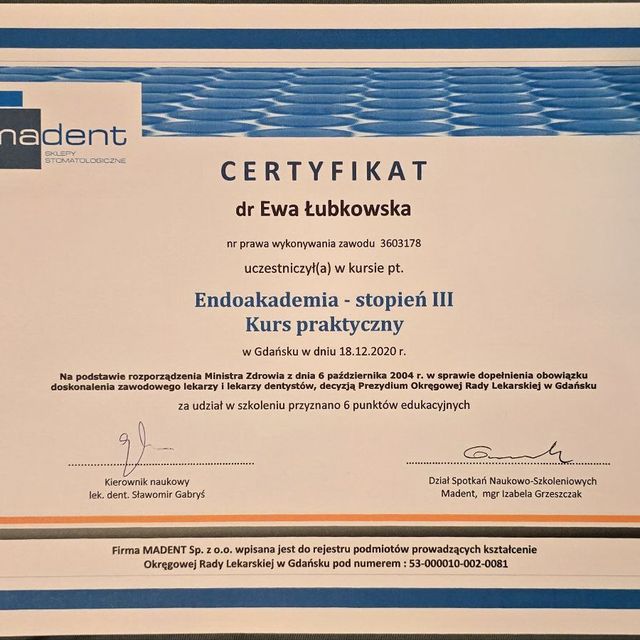 madent
SKLEPY
STOMATOLOGICZNE
CERTYFIKAT
dr Ewa Łubkowska
nr prawa wykonywania zawodu 3603178
uczestniczył(a) w kursie pt.
Endoakademia - stopień III
Kurs praktyczny
w Gdańsku w dniu 18.12.2020 r.
Na podstawie rozporządzenia Ministra Zdrowia z dnia 6 października 2004 r. w sprawie dopełnienia obowiązku
doskonalenia zawodowego lekarzy i lekarzy dentystów, decyzją Prezydium Okręgowej Rady Lekarskiej w Gdańsku
za udział w szkoleniu przyznano 6 punktów edukacyjnych
Kierownik naukowy
lek. dent. Sławomir Gabryś
Dział Spotkań Naukowo-Szkoleniowych
Madent, mgr Izabela Grzeszczak
Firma MADENT Sp. z o.o. wpisana jest do rejestru podmiotów prowadzących kształcenie
Okręgowej Rady Lekarskiej w Gdańsku pod numerem : 53-000010-002-0081